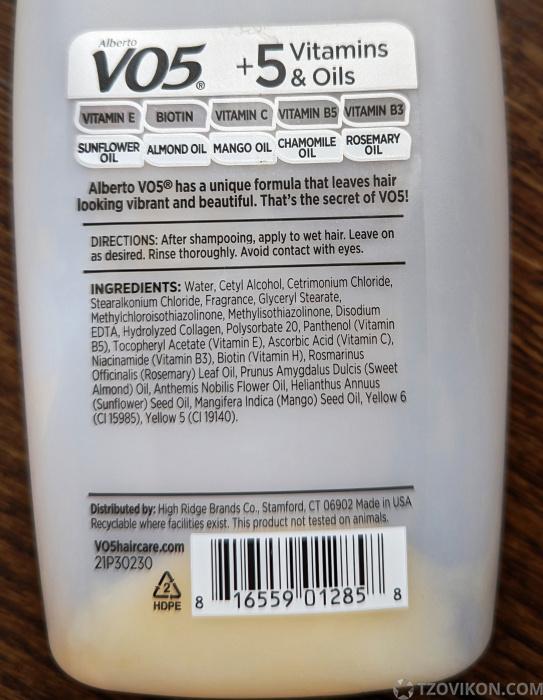 Alberto
VO5®
+5 Vitamins
& Oils
VITAMIN E BIOTIN VITAMIN C VITAMIN B5 VITAMIN B3
SUNFLOWER OIL ALMOND OIL MANGO OIL CHAMOMILE OIL ROSEMARY OIL
Alberto VO5® has a unique formula that leaves hair
looking vibrant and beautiful. That's the secret of VO5!
DIRECTIONS: After shampooing, apply to wet hair. Leave on
as desired. Rinse thoroughly. Avoid contact with eyes.
INGREDIENTS: Water, Cetyl Alcohol, Cetrimonium Chloride,
Stearalkonium Chloride, Fragrance, Glyceryl Stearate,
Methylchloroisothiazolinone, Methylisothiazolinone, Disodium
EDTA, Hydrolyzed Collagen, Polysorbate 20, Panthenol (Vitamin
B5), Tocopheryl Acetate (Vitamin E), Ascorbic Acid (Vitamin C),
Niacinamide (Vitamin B3), Biotin (Vitamin H), Rosmarinus
Officinalis (Rosemary) Leaf Oil, Prunus Amygdalus Dulcis (Sweet
Almond) Oil, Anthemis Nobilis Flower Oil, Helianthus Annuus
(Sunflower) Seed Oil, Mangifera Indica (Mango) Seed Oil, Yellow 6
(CI 15985), Yellow 5 (CI 19140).
Distributed by: High Ridge Brands Co., Stamford, CT 06902 Made in USA
Recyclable where facilities exist. This product not tested on animals.
VO5haircare.com
21P30230
2
HDPE
8 16559 01285 8
TZOVIKON.COM